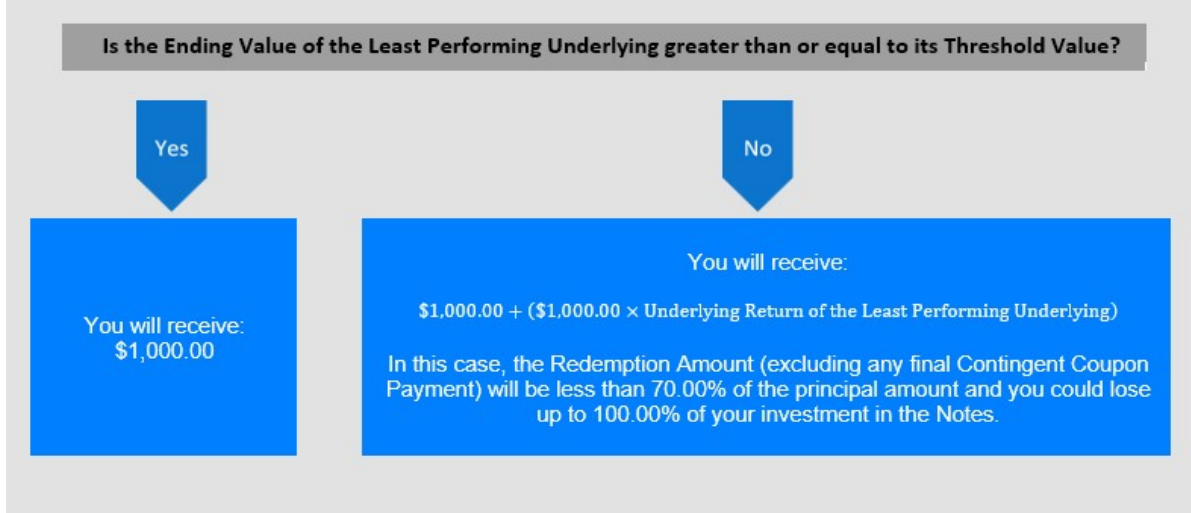 Is the Ending Value of the Least Performing Underlying greater than or equal to its Threshold Value?
Yes
No
You will receive:
$1,000.00
You will receive:
$1,000.00 + ($1,000.00 × Underlying Return of the Least Performing Underlying)
In this case, the Redemption Amount (excluding any final Contingent Coupon
Payment) will be less than 70.00% of the principal amount and you could lose
up to 100.00% of your investment in the Notes.